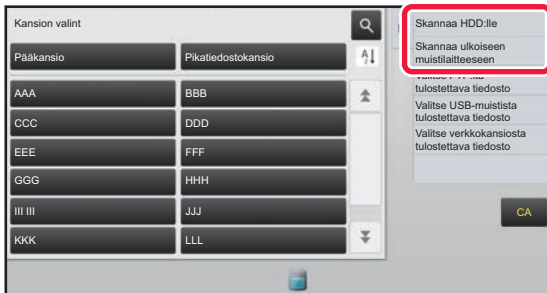 Kansion valint
Pääkansio
Pikatiedostokansio
AAA
BBB
CCC
DDD
EEE
FFF
GGG
HHH
III III
JJJ
KKK
LLL
Skannaa HDD:lle
Skannaa ulkoiseen
muistilaitteeseen
tulostettava tiedosto
Valitse USB-muistista
tulostettava tiedosto
Valitse verkkokansiosta
tulostettava tiedosto
CA